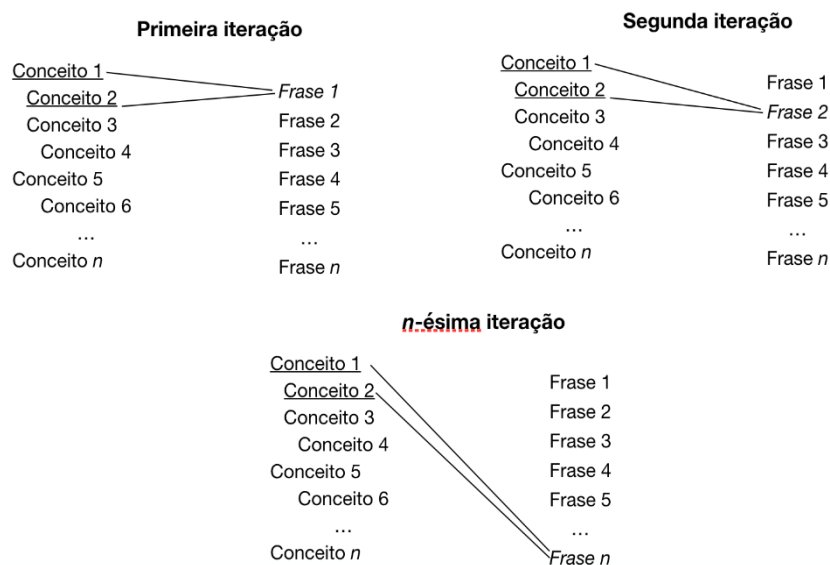 Primeira iteração
Conceito 1
Conceito 2
Conceito 3
Conceito 4
Conceito 5
Conceito 6
...
Conceito n
Frase 1
Frase 2
Frase 3
Frase 4
Frase 5
...
Frase n
Segunda iteração
Conceito 1
Conceito 2
Conceito 3
Conceito 4
Conceito 5
Conceito 6
...
Conceito n
Frase 1
Frase 2
Frase 3
Frase 4
Frase 5
...
Frase n
n-ésima iteração
Conceito 1
Conceito 2
Conceito 3
Conceito 4
Conceito 5
Conceito 6
...
Conceito n
Frase 1
Frase 2
Frase 3
Frase 4
Frase 5
...
Frase n